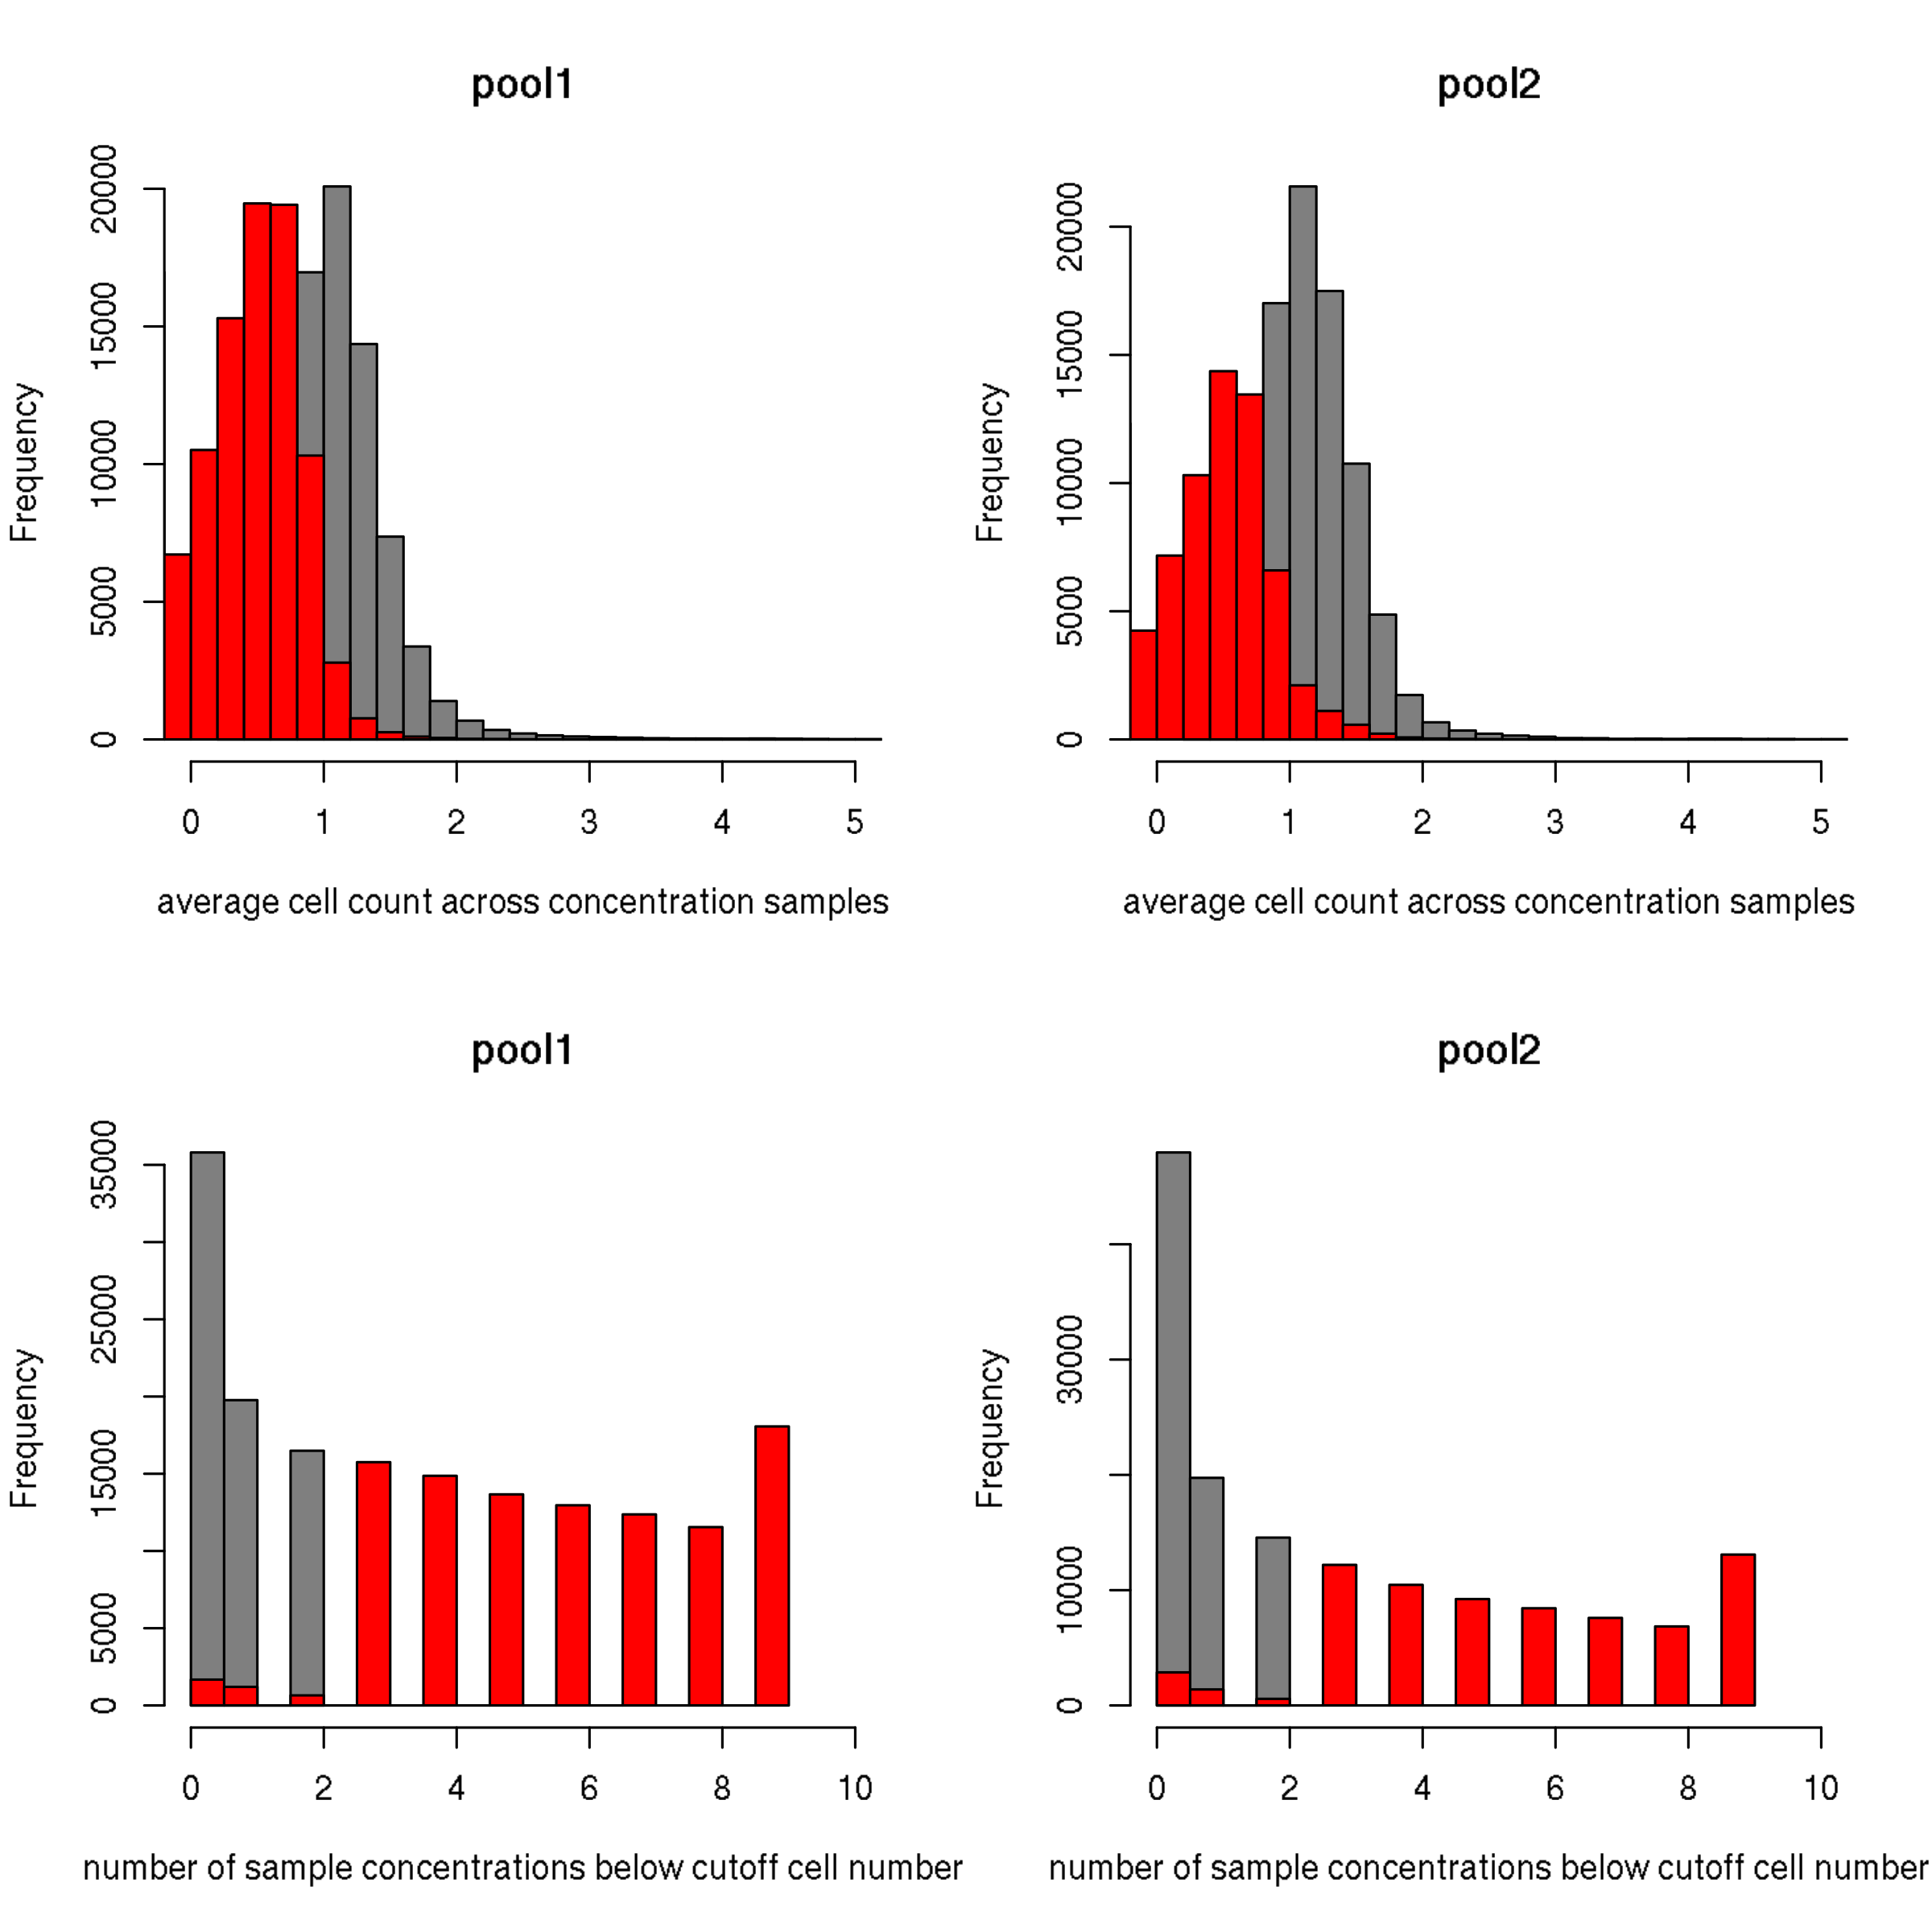 pool1
Frequency
0
5000
10000
15000
20000
0 1 2 3 4 5
average cell count across concentration samples
pool2
Frequency
0
5000
10000
15000
20000
0 1 2 3 4 5
average cell count across concentration samples
pool1
Frequency
0
5000
15000
25000
35000
0 2 4 6 8 10
number of sample concentrations below cutoff cell number
pool2
Frequency
0
10000
30000
0 2 4 6 8 10
number of sample concentrations below cutoff cell number